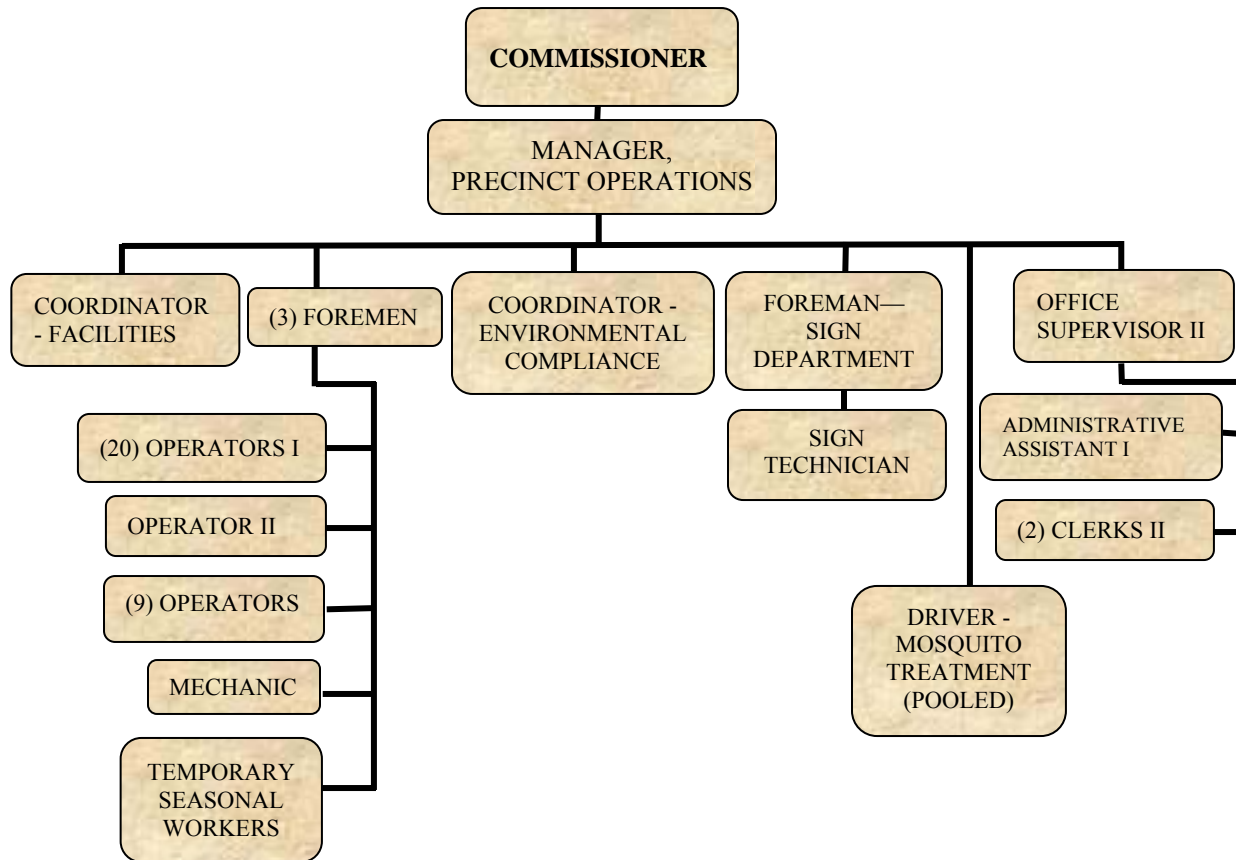 COMMISSIONER
MANAGER,
PRECINCT OPERATIONS
COORDINATOR
- FACILITIES
(3) FOREMEN
COORDINATOR -
ENVIRONMENTAL
COMPLIANCE
FOREMAN—
SIGN
DEPARTMENT
OFFICE
SUPERVISOR II
(20) OPERATORS I
OPERATOR II
(9) OPERATORS
MECHANIC
TEMPORARY
SEASONAL
WORKERS
SIGN
TECHNICIAN
DRIVER -
MOSQUITO
TREATMENT
(POOLED)
ADMINISTRATIVE
ASSISTANT I
(2) CLERKS II